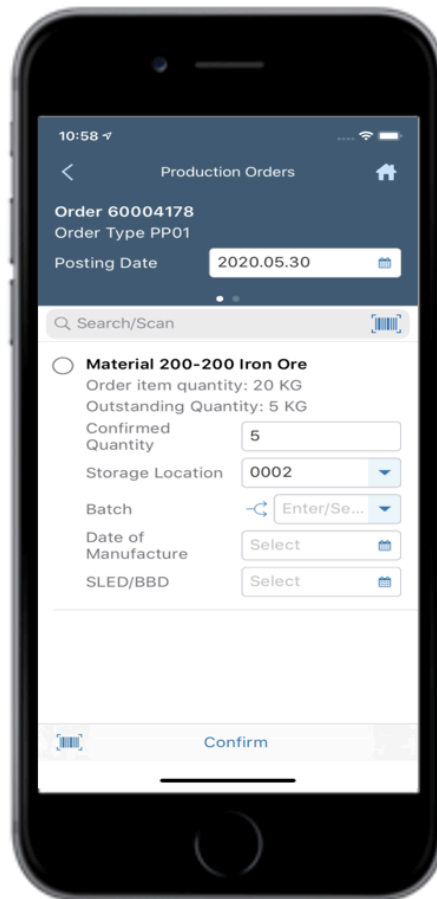 10:58
Production Orders
Order 60004178
Order Type PP01
Posting Date 2020.05.30
Search/Scan
Material 200-200 Iron Ore
Order item quantity: 20 KG
Outstanding Quantity: 5 KG
Confirmed
Quantity
5
Storage Location 0002
Batch Enter/Se...
Date of
Manufacture
Select
SLED/BBD Select
Confirm